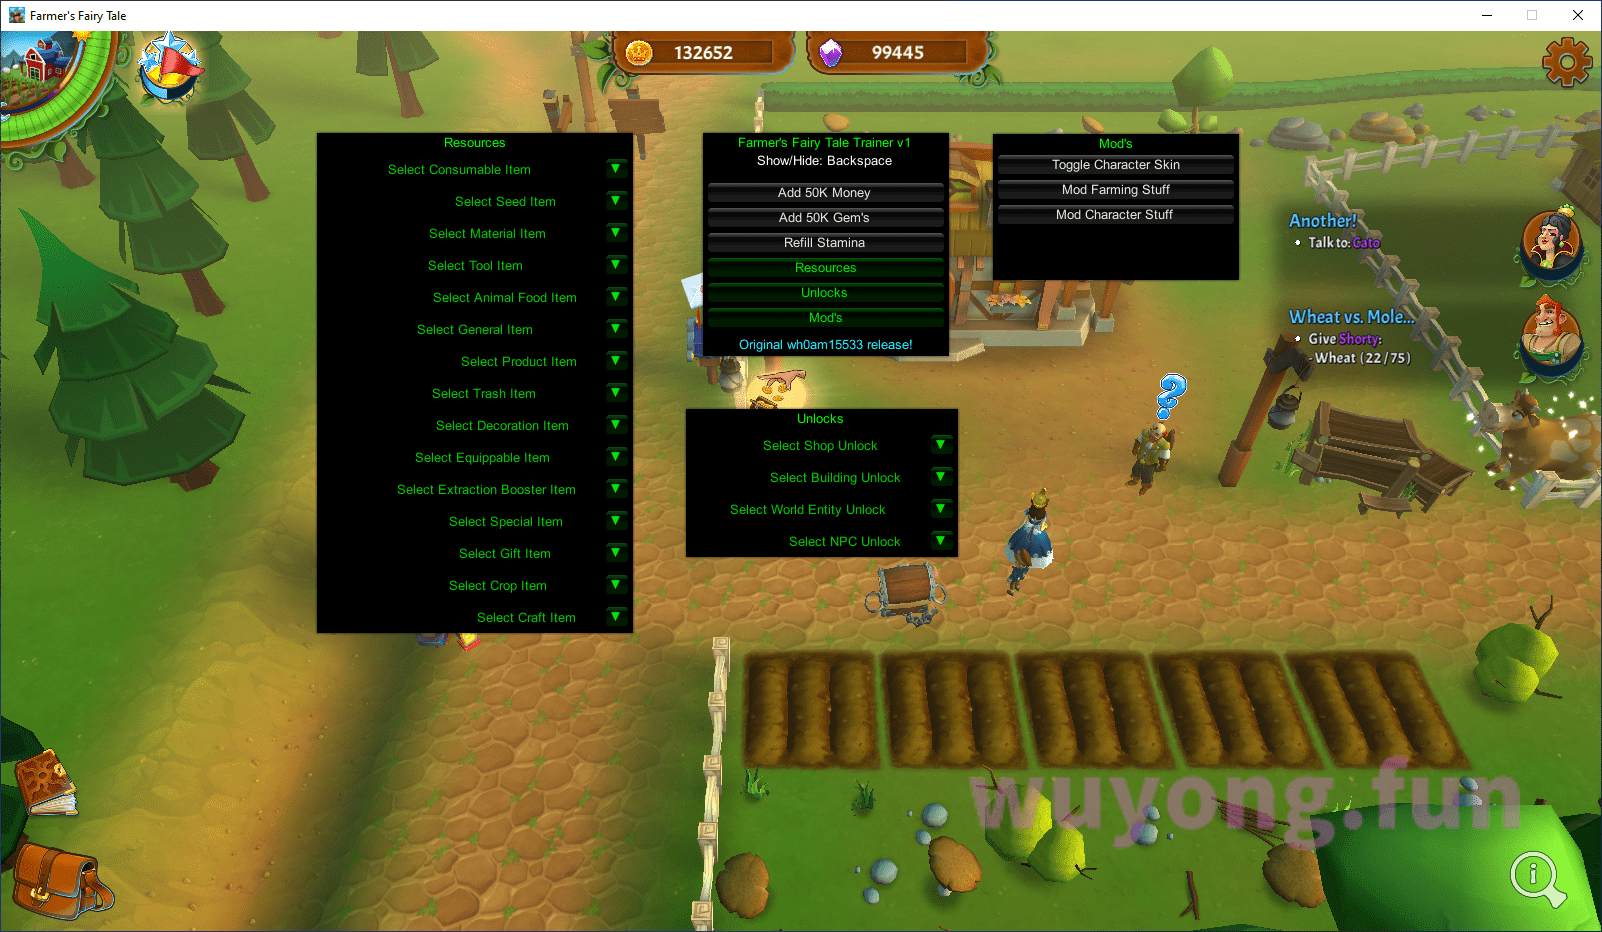 Farmer's Fairy Tale
132652
99445
Resources
Select Consumable Item
Select Seed Item
Select Material Item
Select Tool Item
Select Animal Food Item
Select General Item
Select Product Item
Select Trash Item
Select Decoration Item
Select Equippable Item
Select Extraction Booster Item
Select Special Item
Select Gift Item
Select Crop Item
Select Craft Item
Farmer's Fairy Tale Trainer v1
Show/Hide: Backspace
Add 50K Money
Add 50K Gem's
Refill Stamina
Resources
Unlocks
Mod's
Original wh0am15533 release!
Mod's
Toggle Character Skin
Mod Farming Stuff
Mod Character Stuff
Another!
• Talk to: Cato
Wheat vs. Mole...
• Give Shorty:
- Wheat (22/75)
Unlocks
Select Shop Unlock
Select Building Unlock
Select World Entity Unlock
Select NPC Unlock
wuyong.fun